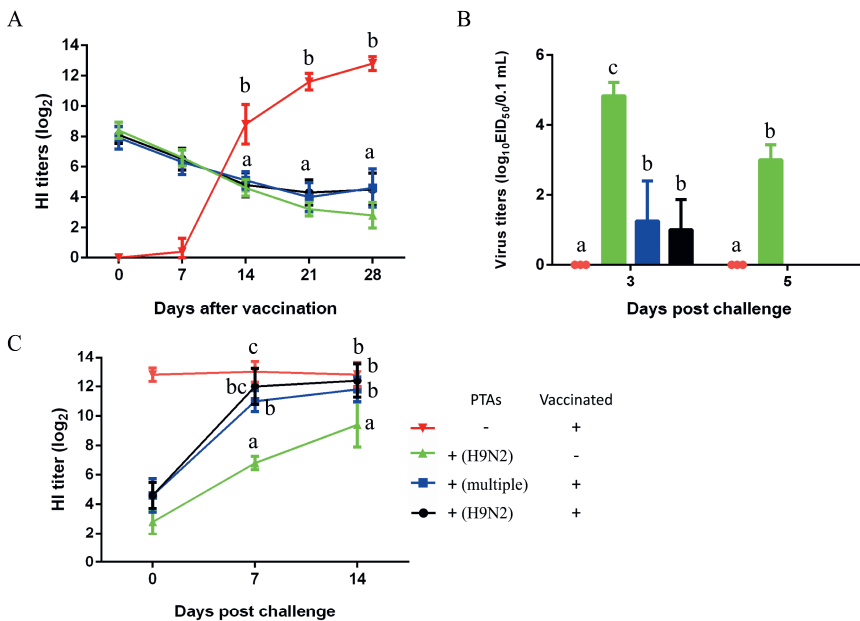 A
HI titers (log2)
14
12
10
8
6
4
2
0
b
b
b
a
a
a
0 7 14 21 28
Days after vaccination
B
Virus titers (log10EID50/0.1 mL)
6
4
2
0
a
c
b
b
a
b
3 5
Days post challenge
C
HI titer (log2)
14
12
10
8
6
4
2
0
c
bc
b
a
b
b
b
a
0 7 14
Days post challenge
PTAs Vaccinated
- +
+ (H9N2) -
+ (multiple) +
+ (H9N2) +